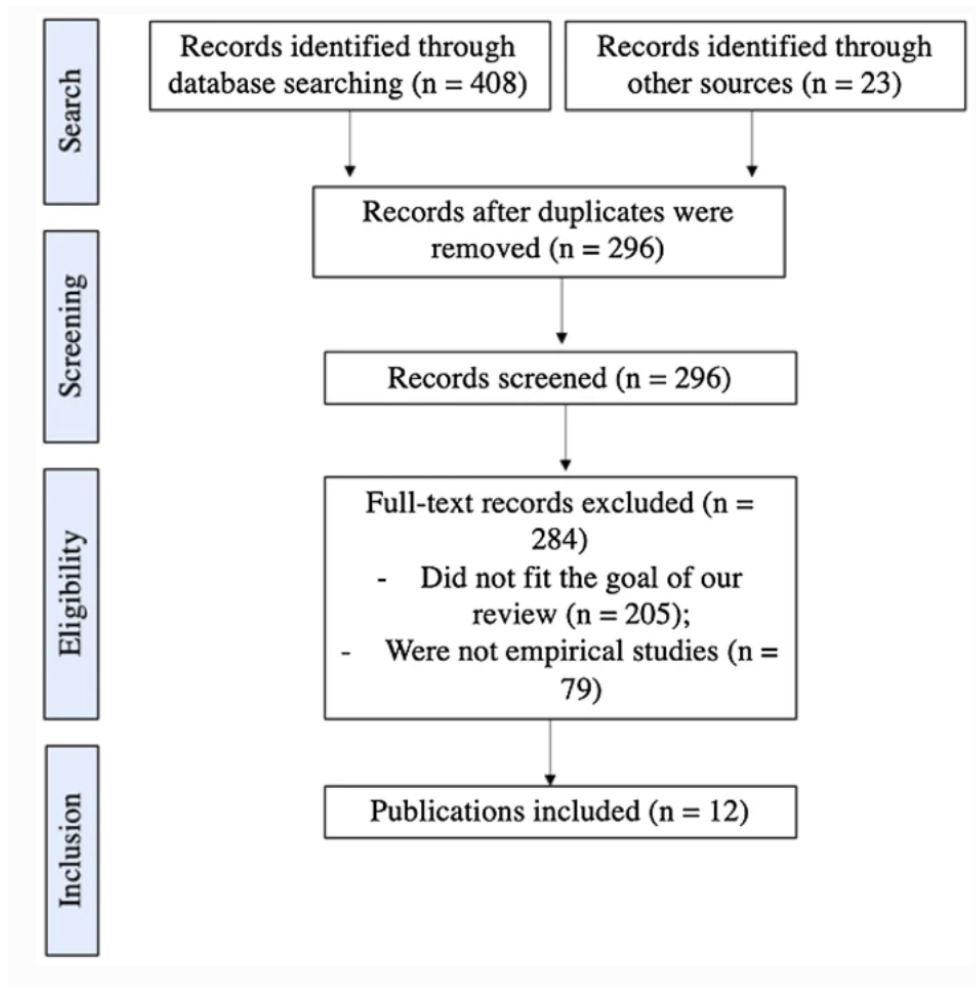 Search
Records identified through
database searching (n = 408)
Records identified through
other sources (n = 23)
Records after duplicates were
removed (n = 296)
Screening
Records screened (n = 296)
Eligibility
Full-text records excluded (n =
284)
- Did not fit the goal of our
review (n = 205);
- Were not empirical studies (n =
79)
Inclusion
Publications included (n = 12)